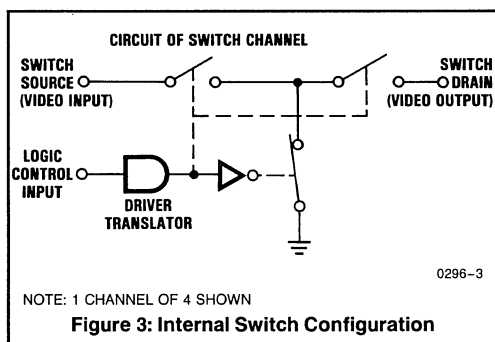 CIRCUIT OF SWITCH CHANNEL
SWITCH
SOURCE
(VIDEO INPUT)
SWITCH
DRAIN
(VIDEO OUTPUT)
LOGIC
CONTROL
INPUT
DRIVER
TRANSLATOR
0296-3
NOTE: 1 CHANNEL OF 4 SHOWN
Figure 3: Internal Switch Configuration